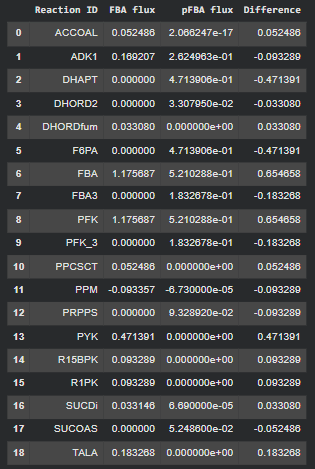 Reaction ID FBA flux pFBA flux Difference
0 ACCOAL 0.052486 2.066247e-17 0.052486
1 ADK1 0.169207 2.624963e-01 -0.093289
2 DHAPT 0.000000 4.713906e-01 -0.471391
3 DHORD2 0.000000 3.307950e-02 -0.033080
4 DHORDfum 0.033080 0.000000e+00 0.033080
5 F6PA 0.000000 4.713906e-01 -0.471391
6 FBA 1.175687 5.210288e-01 0.654658
7 FBA3 0.000000 1.832678e-01 -0.183268
8 PFK 1.175687 5.210288e-01 0.654658
9 PFK_3 0.000000 1.832678e-01 -0.183268
10 PPCSCT 0.052486 0.000000e+00 0.052486
11 PPM -0.093357 -6.730000e-05 -0.093289
12 PRPPS 0.000000 9.328920e-02 -0.093289
13 PYK 0.471391 0.000000e+00 0.471391
14 R15BPK 0.093289 0.000000e+00 0.093289
15 R1PK 0.093289 0.000000e+00 0.093289
16 SUCDi 0.033146 6.690000e-05 0.033080
17 SUCOAS 0.000000 5.248600e-02 -0.052486
18 TALA 0.183268 0.000000e+00 0.183268